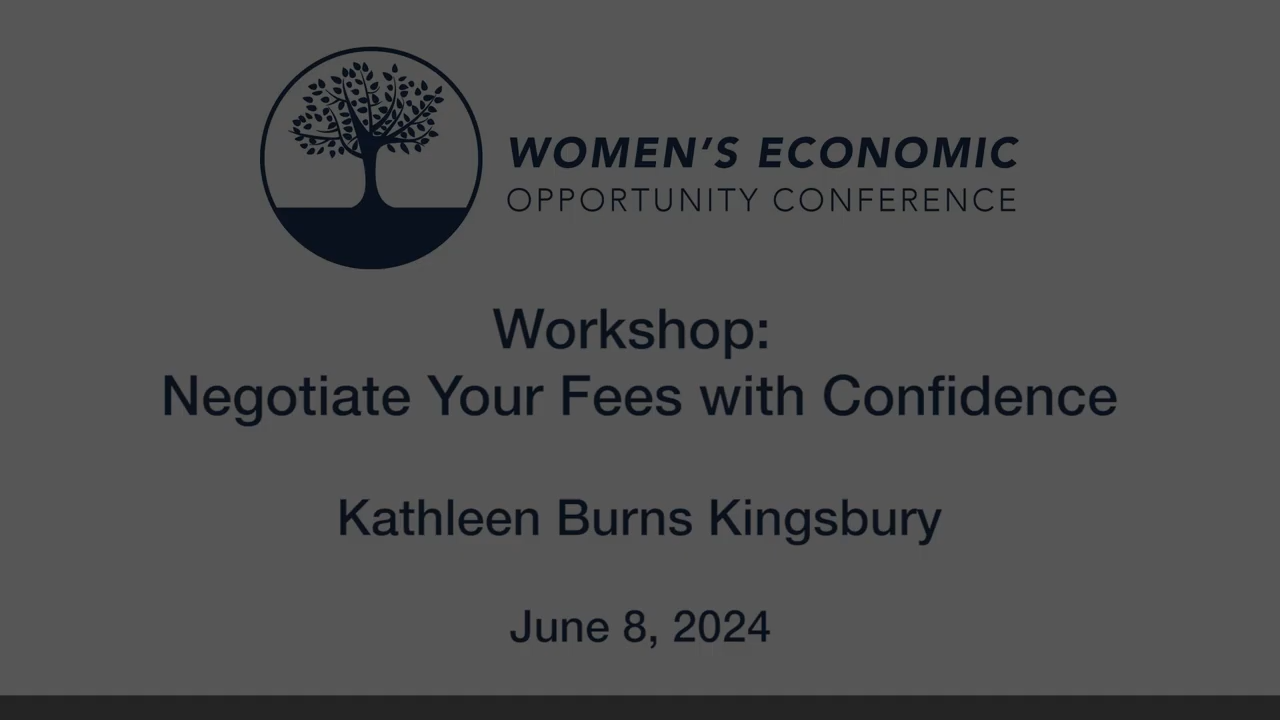 WOMEN'S ECONOMIC
OPPORTUNITY CONFERENCE
Workshop:
Negotiate Your Fees with Confidence
Kathleen Burns Kingsbury
June 8, 2024